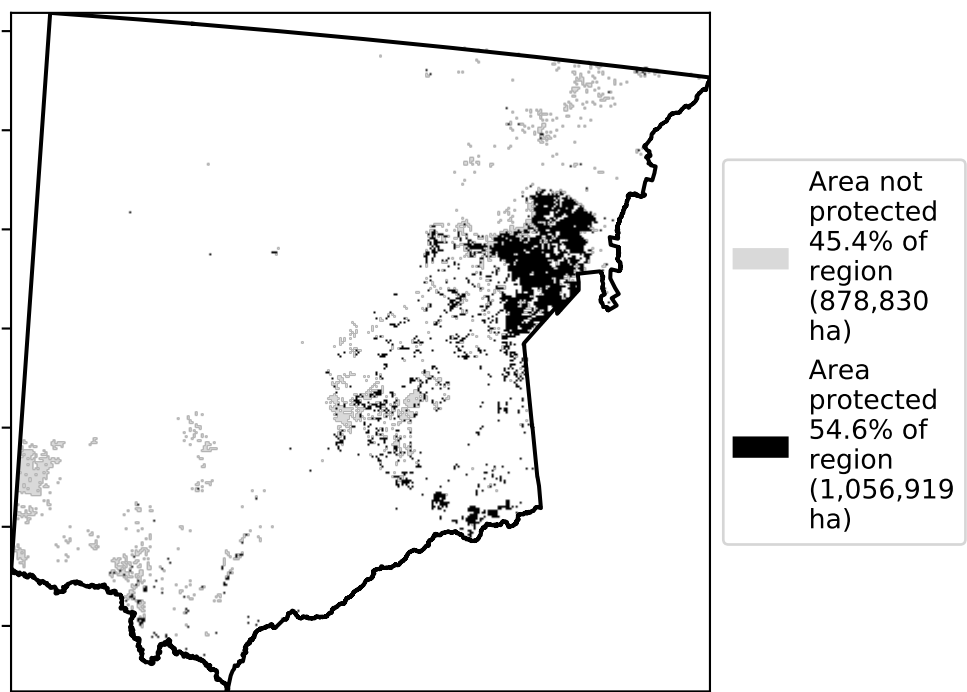 Area not
protected
45.4% of
region
(878,830
ha)
Area
protected
54.6% of
region
(1,056,919
ha)